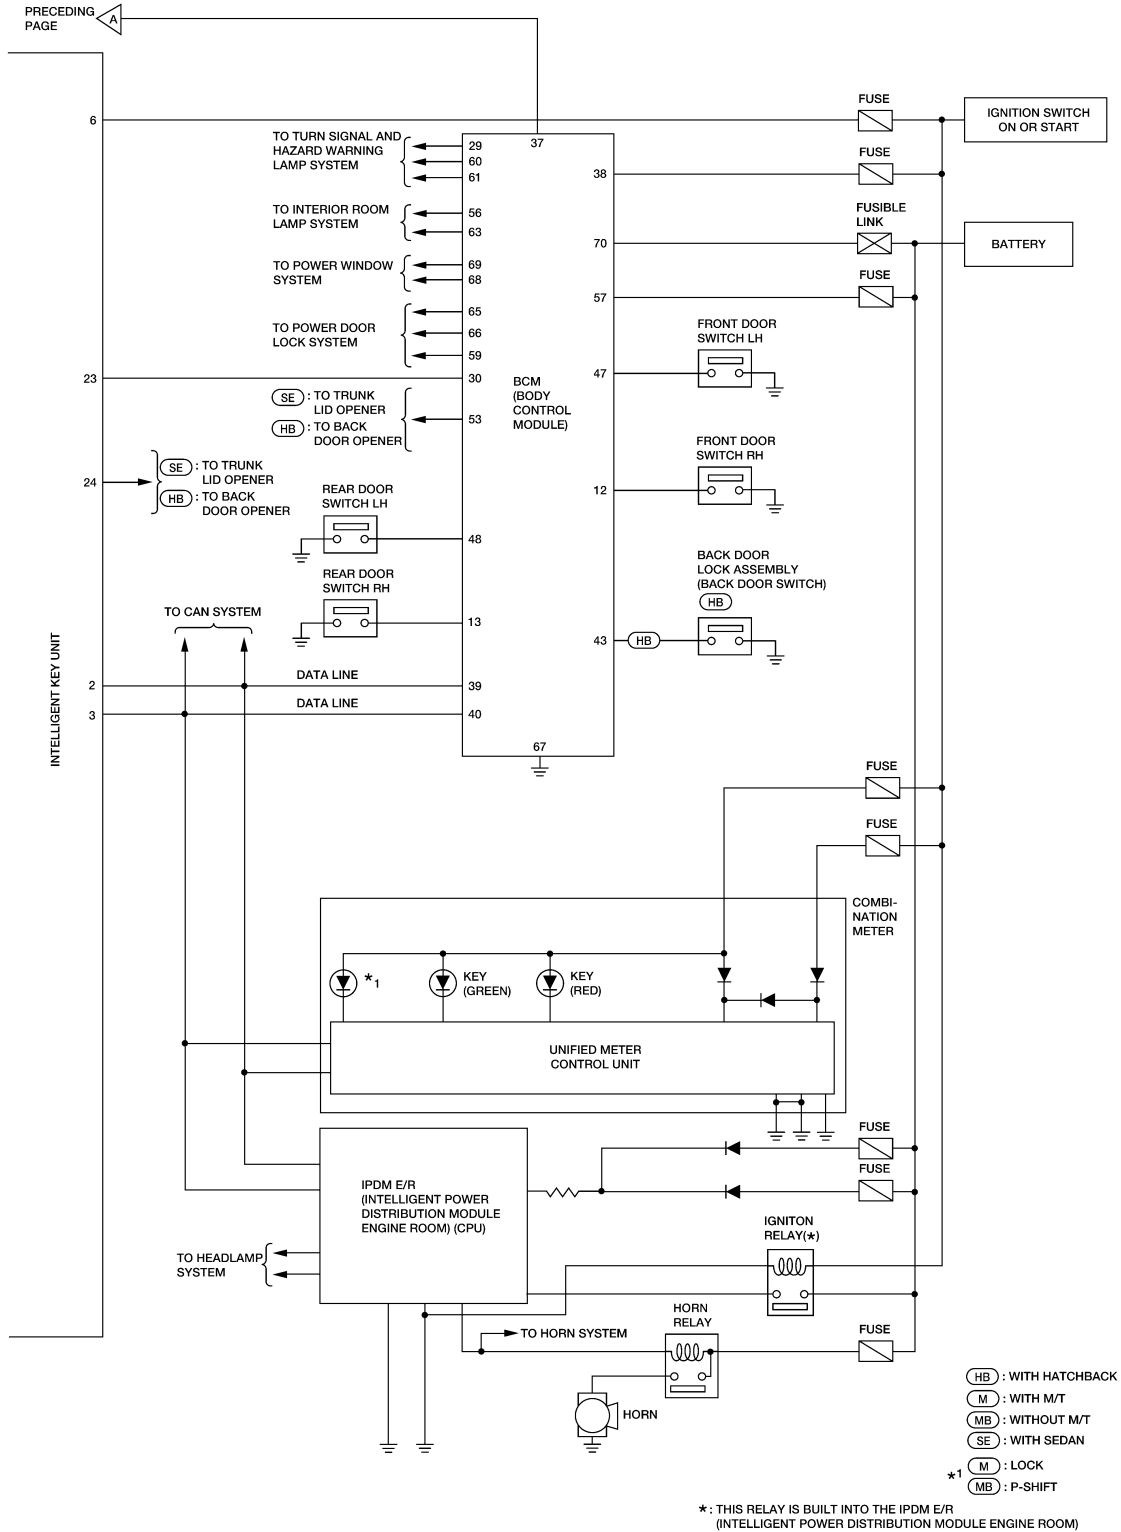 PRECEDING
PAGE
A
FUSE
IGNITION SWITCH
ON OR START
6
TO TURN SIGNAL AND
HAZARD WARNING
LAMP SYSTEM
29
60
61
37
FUSE
38
TO INTERIOR ROOM
LAMP SYSTEM
56
63
FUSIBLE
LINK
70
BATTERY
TO POWER WINDOW
SYSTEM
69
68
FUSE
57
TO POWER DOOR
LOCK SYSTEM
65
66
59
FRONT DOOR
SWITCH LH
47
23
30
BCM
(BODY
CONTROL
MODULE)
SE : TO TRUNK
LID OPENER
HB : TO BACK
DOOR OPENER
53
FRONT DOOR
SWITCH RH
12
24
SE : TO TRUNK
LID OPENER
HB : TO BACK
DOOR OPENER
REAR DOOR
SWITCH LH
48
BACK DOOR
LOCK ASSEMBLY
(BACK DOOR SWITCH)
HB
REAR DOOR
SWITCH RH
13
43
HB
TO CAN SYSTEM
INTELLIGENT KEY UNIT
2
DATA LINE
39
3
DATA LINE
40
67
FUSE
FUSE
COMBI-
NATION
METER
*1
KEY
(GREEN)
KEY
(RED)
UNIFIED METER
CONTROL UNIT
FUSE
FUSE
IPDM E/R
(INTELLIGENT POWER
DISTRIBUTION MODULE
ENGINE ROOM) (CPU)
IGNITON
RELAY(*)
TO HEADLAMP
SYSTEM
HORN
RELAY
TO HORN SYSTEM
FUSE
HORN
HB : WITH HATCHBACK
M : WITH M/T
MB : WITHOUT M/T
SE : WITH SEDAN
*1
M : LOCK
MB : P-SHIFT
* : THIS RELAY IS BUILT INTO THE IPDM E/R
(INTELLIGENT POWER DISTRIBUTION MODULE ENGINE ROOM)